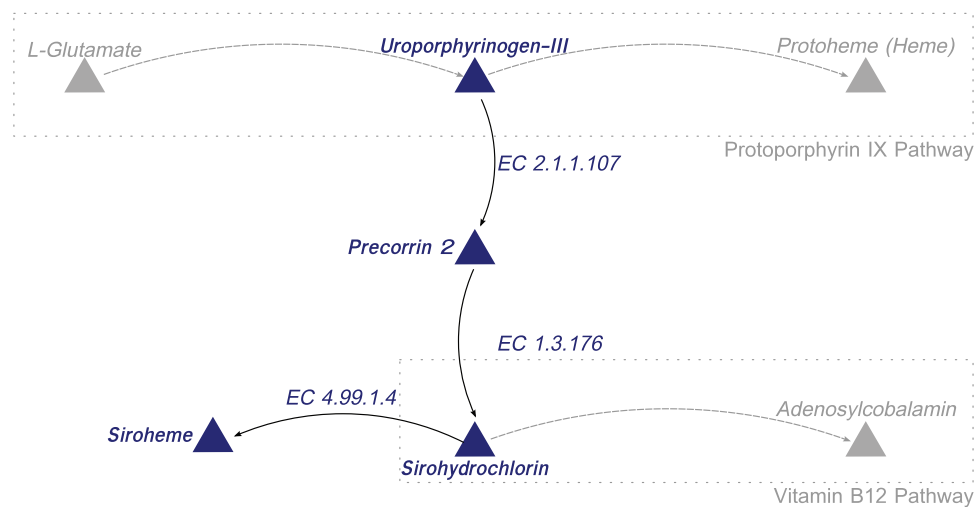 L-Glutamate
Uroporphyrinogen-III
Protoheme (Heme)
Protoporphyrin IX Pathway
EC 2.1.1.107
Precorrin 2
EC 1.3.176
EC 4.99.1.4
Adenosylcobalamin
Siroheme
Sirohydrochlorin
Vitamin B12 Pathway